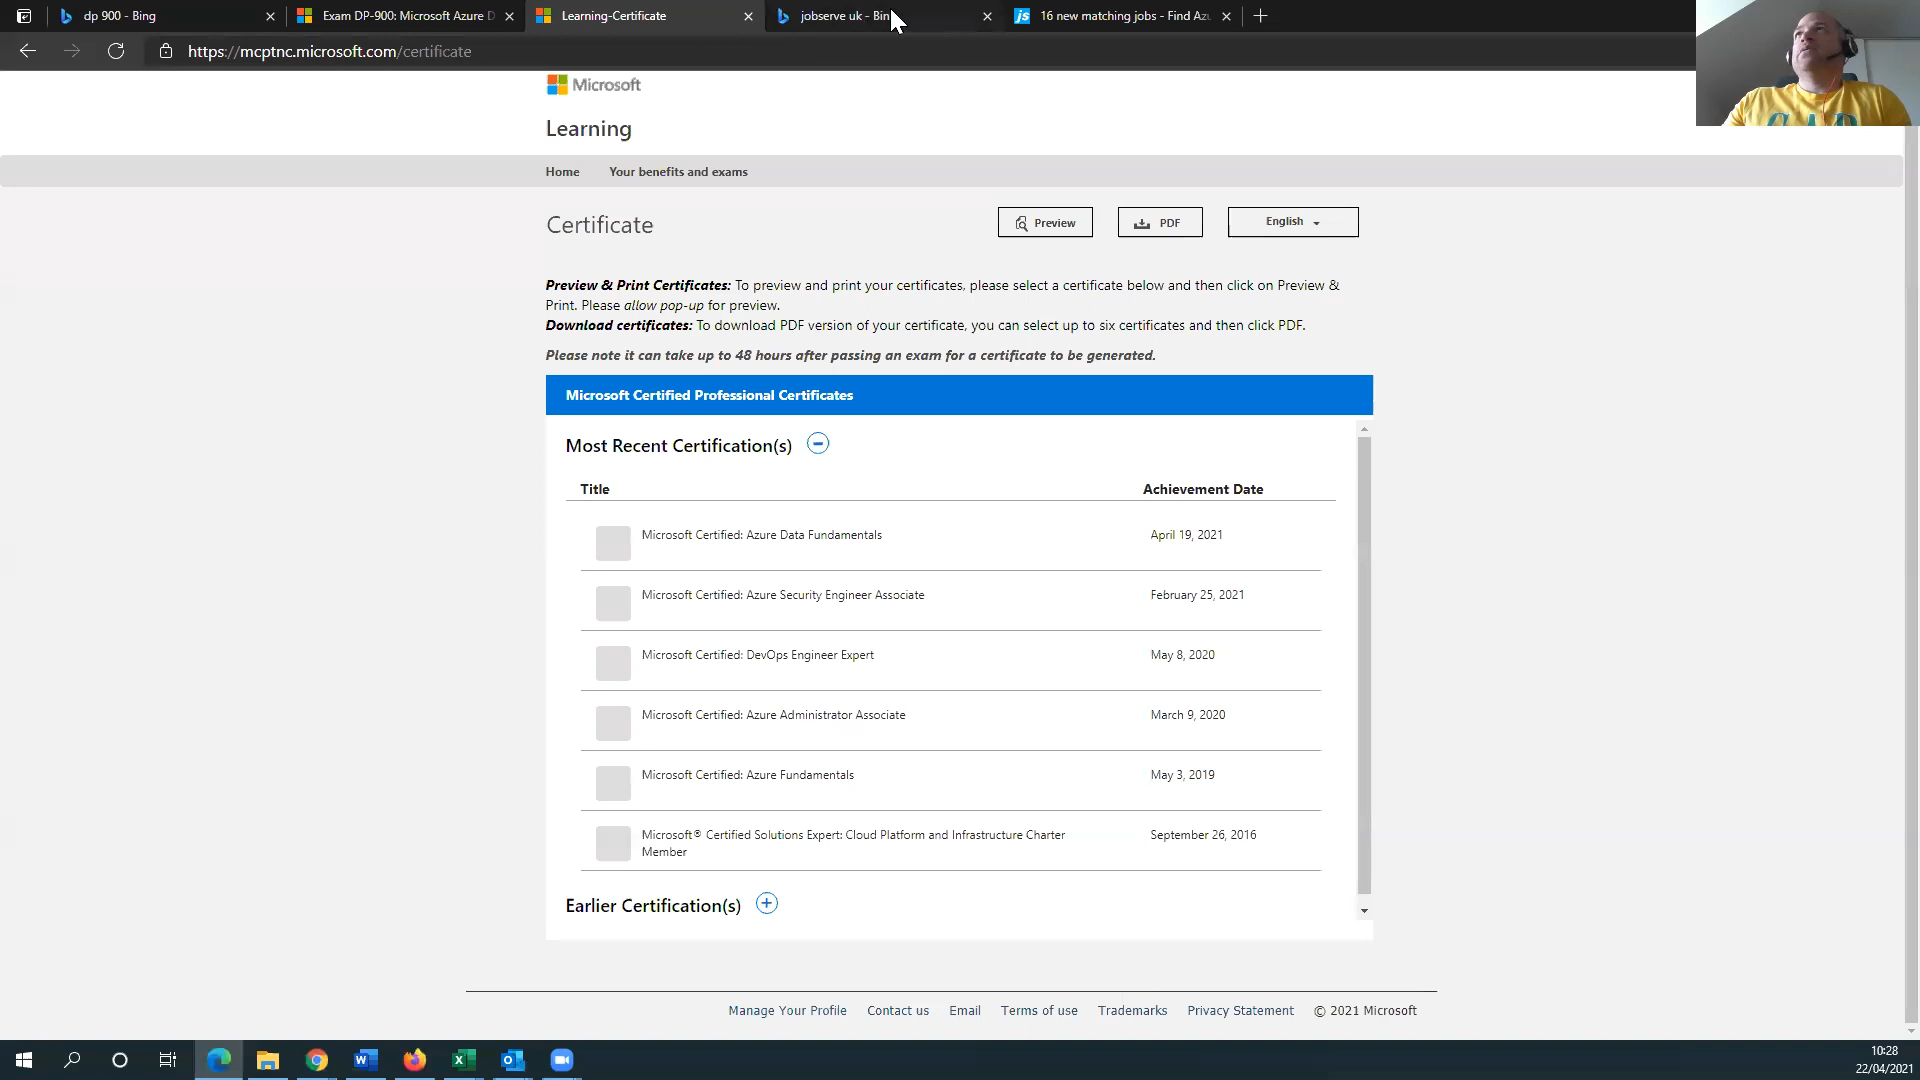 dp 900 - Bing
Exam DP-900: Microsoft Azure D
Learning-Certificate
jobserve uk - Bin
js 16 new matching jobs - Find Azu
https://mcptnc.microsoft.com/certificate
Microsoft
Learning
Home Your benefits and exams
Certificate
Preview
PDF
English
Preview & Print Certificates: To preview and print your certificates, please select a certificate below and then click on Preview &
Print. Please allow pop-up for preview.
Download certificates: To download PDF version of your certificate, you can select up to six certificates and then click PDF.
Please note it can take up to 48 hours after passing an exam for a certificate to be generated.
Microsoft Certified Professional Certificates
Most Recent Certification(s)
Title Achievement Date
Microsoft Certified: Azure Data Fundamentals April 19, 2021
Microsoft Certified: Azure Security Engineer Associate February 25, 2021
Microsoft Certified: DevOps Engineer Expert May 8, 2020
Microsoft Certified: Azure Administrator Associate March 9, 2020
Microsoft Certified: Azure Fundamentals May 3, 2019
Microsoft® Certified Solutions Expert: Cloud Platform and Infrastructure Charter September 26, 2016
Member
Earlier Certification(s)
Manage Your Profile Contact us Email Terms of use Trademarks Privacy Statement © 2021 Microsoft
10:28
22/04/2021